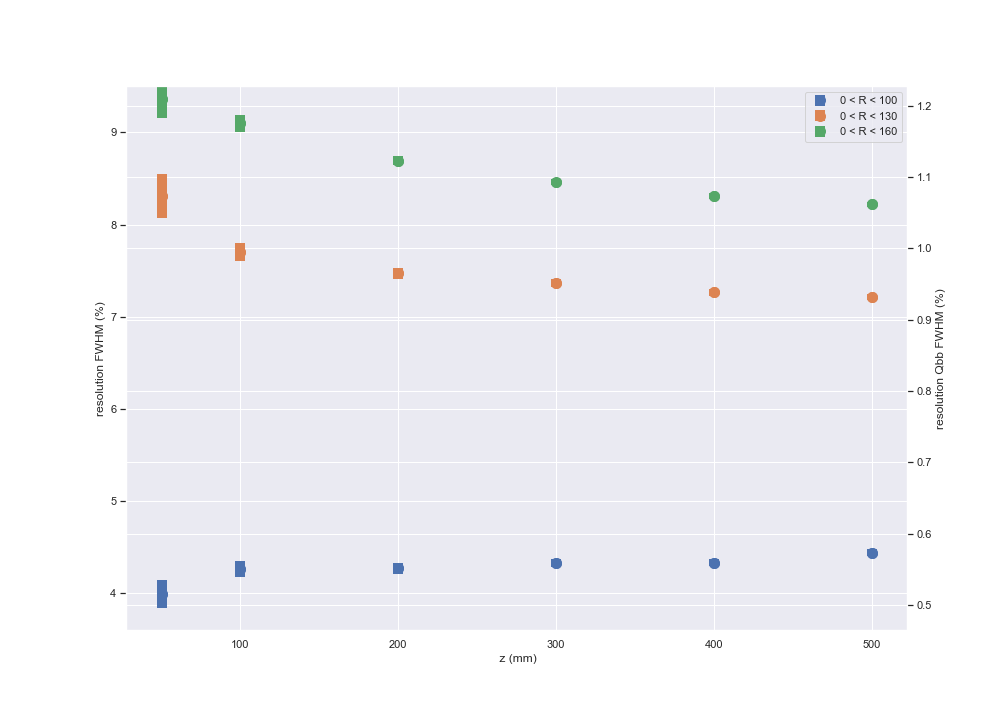 0 < R < 100
0 < R < 130
0 < R < 160
9
8
7
6
5
4
resolution FWHM (%)
1.2
1.1
1.0
0.9
0.8
0.7
0.6
0.5
resolution Qbb FWHM (%)
100 200 300 400 500
z (mm)